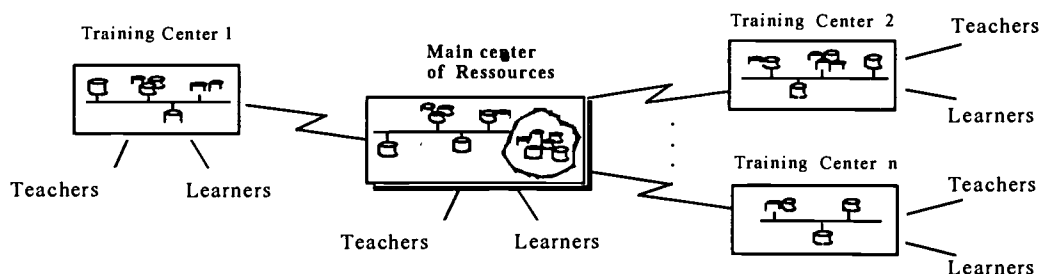 Training Center 1
Main center
of Ressources
Training Center 2
Teachers
Learners
Teachers
Learners
Training Center n
Teachers
Learners
Teachers
Learners